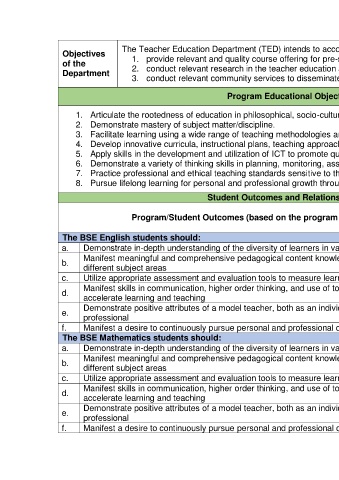 Objectives of the Department
The Teacher Education Department (TED) intends to acco
1. provide relevant and quality course offering for pre-
2. conduct relevant research in the teacher education
3. conduct relevant community services to disseminate
Program Educational Object
1. Articulate the rootedness of education in philosophical, socio-cultur
2. Demonstrate mastery of subject matter/discipline.
3. Facilitate learning using a wide range of teaching methodologies a
4. Develop innovative curricula, instructional plans, teaching approach
5. Apply skills in the development and utilization of ICT to promote qu
6. Demonstrate a variety of thinking skills in planning, monitoring, ass
7. Practice professional and ethical teaching standards sensitive to th
8. Pursue lifelong learning for personal and professional growth throu
Student Outcomes and Relations
Program/Student Outcomes (based on the program
The BSE English students should:
a. Demonstrate in-depth understanding of the diversity of learners in va
b. Manifest meaningful and comprehensive pedagogical content knowle
different subject areas
c. Utilize appropriate assessment and evaluation tools to measure lear
d. Manifest skills in communication, higher order thinking, and use of to
accelerate learning and teaching
e. Demonstrate positive attributes of a model teacher, both as an indivi
professional
f. Manifest a desire to continuously pursue personal and professional d
The BSE Mathematics students should:
a. Demonstrate in-depth understanding of the diversity of learners in va
b. Manifest meaningful and comprehensive pedagogical content knowle
different subject areas
c. Utilize appropriate assessment and evaluation tools to measure lear
d. Manifest skills in communication, higher order thinking, and use of to
accelerate learning and teaching
e. Demonstrate positive attributes of a model teacher, both as an indivi
professional
f. Manifest a desire to continuously pursue personal and professional d